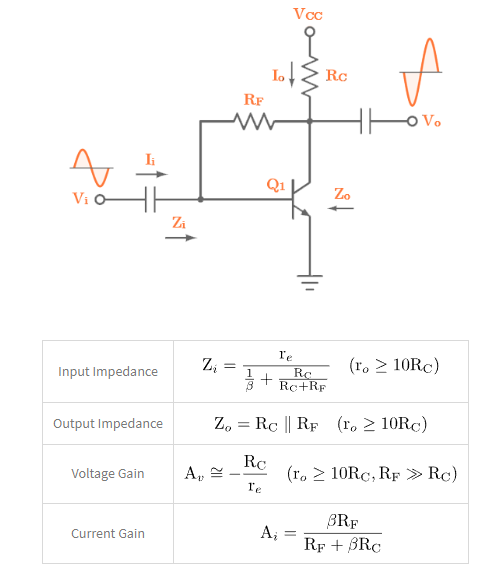 Vcc
Io
Rc
RF
Vo
Ii
Q1
Vi
Zo
Zi
Input Impedance Z_i = r_e / (1/β + R_C/(R_C+R_F)) (r_o ≥ 10R_C)
Output Impedance Z_o = R_C ∥ R_F (r_o ≥ 10R_C)
Voltage Gain A_v ≅ −R_C/r_e (r_o ≥ 10R_C, R_F ≫ R_C)
Current Gain A_i = βR_F / (R_F + βR_C)